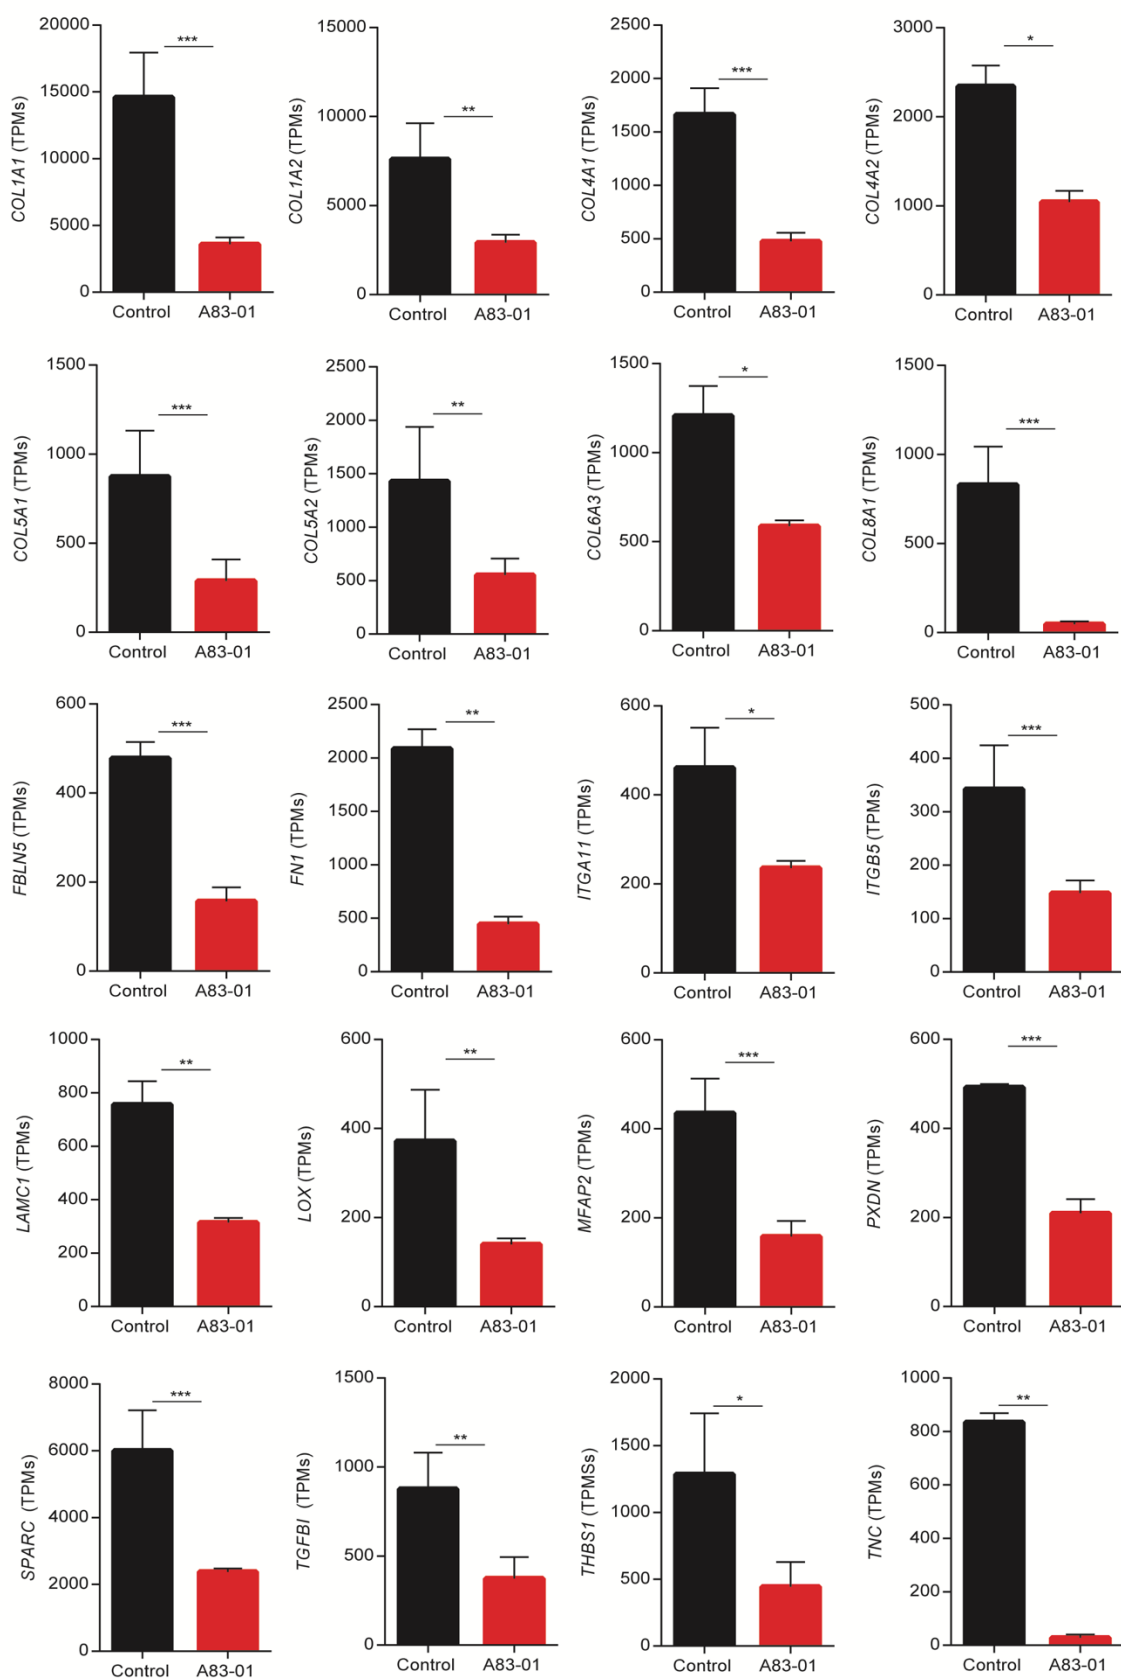 COL1A1 (TPMs)
20000
15000
10000
5000
0
***
Control A83-01
COL1A2 (TPMs)
15000
10000
5000
0
**
Control A83-01
COL4A1 (TPMs)
2500
2000
1500
1000
500
0
***
Control A83-01
COL4A2 (TPMs)
3000
2000
1000
0
*
Control A83-01
COL5A1 (TPMs)
1500
1000
500
0
***
Control A83-01
COL5A2 (TPMs)
2500
2000
1500
1000
500
0
**
Control A83-01
COL6A3 (TPMs)
1500
1000
500
0
*
Control A83-01
COL8A1 (TPMs)
1500
1000
500
0
***
Control A83-01
FBLN5 (TPMs)
600
400
200
0
***
Control A83-01
FN1 (TPMs)
2500
2000
1500
1000
500
0
**
Control A83-01
ITGA11 (TPMs)
600
400
200
0
*
Control A83-01
ITGB5 (TPMs)
500
400
300
200
100
0
***
Control A83-01
LAMC1 (TPMs)
1000
800
600
400
200
0
**
Control A83-01
LOX (TPMs)
600
400
200
0
**
Control A83-01
MFAP2 (TPMs)
600
400
200
0
***
Control A83-01
PXDN (TPMs)
600
400
200
0
***
Control A83-01
SPARC (TPMs)
8000
6000
4000
2000
0
***
Control A83-01
TGFBI (TPMs)
1500
1000
500
0
**
Control A83-01
THBS1 (TPMSs)
2000
1500
1000
500
0
*
Control A83-01
TNC (TPMs)
1000
800
600
400
200
0
**
Control A83-01